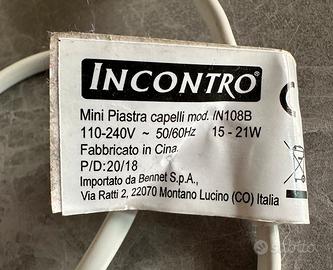 INCONTRO®
Mini Piastra capelli mod. IN108B
110-240V ~ 50/60Hz 15 - 21W
Fabbricato in Cina.
P/D:20/18
Importato da Bennet S.p.A.,
Via Ratti 2, 22070 Montano Lucino (CO) Italia
subito